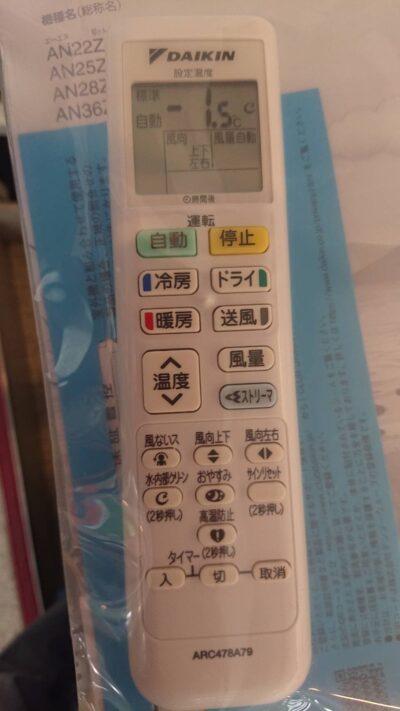 機種名(総称名)
AN22Z
AN25Z
AN28Z
AN36Z
DAIKIN
設定温度
標準
自動
-1.5℃
風向
上下
左右
風量自動
時間後
運転
自動
停止
冷房
ドライ
暖房
送風
温度
風量
ストリーマ
風ないス
風向上下
風向左右
水内部クリーン
おやすみ
サインリセット
(2秒押し)
(2秒押し)
高温防止
(2秒押し)
タイマー
入
切
取消
ARC478A79